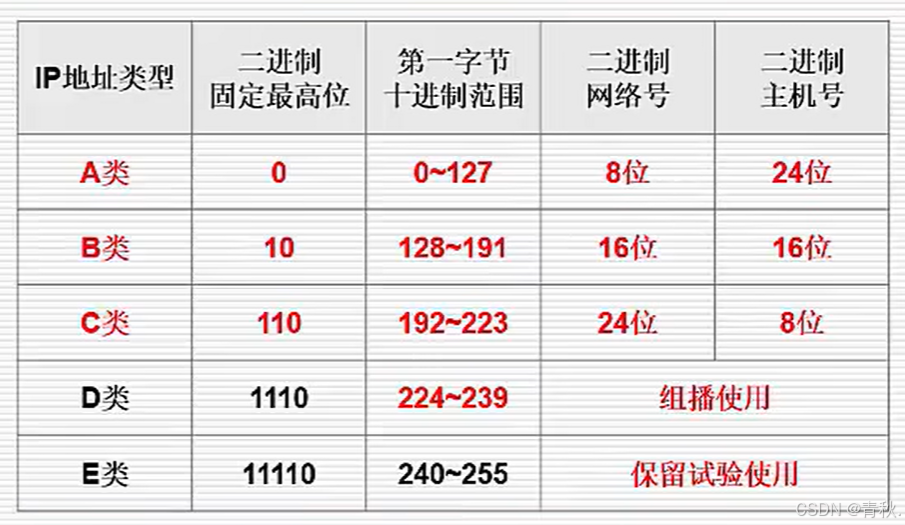 IP地址类型
二进制
固定最高位
第一字节
十进制范围
二进制
网络号
二进制
主机号
A类 0 0~127 8位 24位
B类 10 128~191 16位 16位
C类 110 192~223 24位 8位
D类 1110 224~239 组播使用
E类 11110 240~255 保留试验使用
CSDN @青秋.